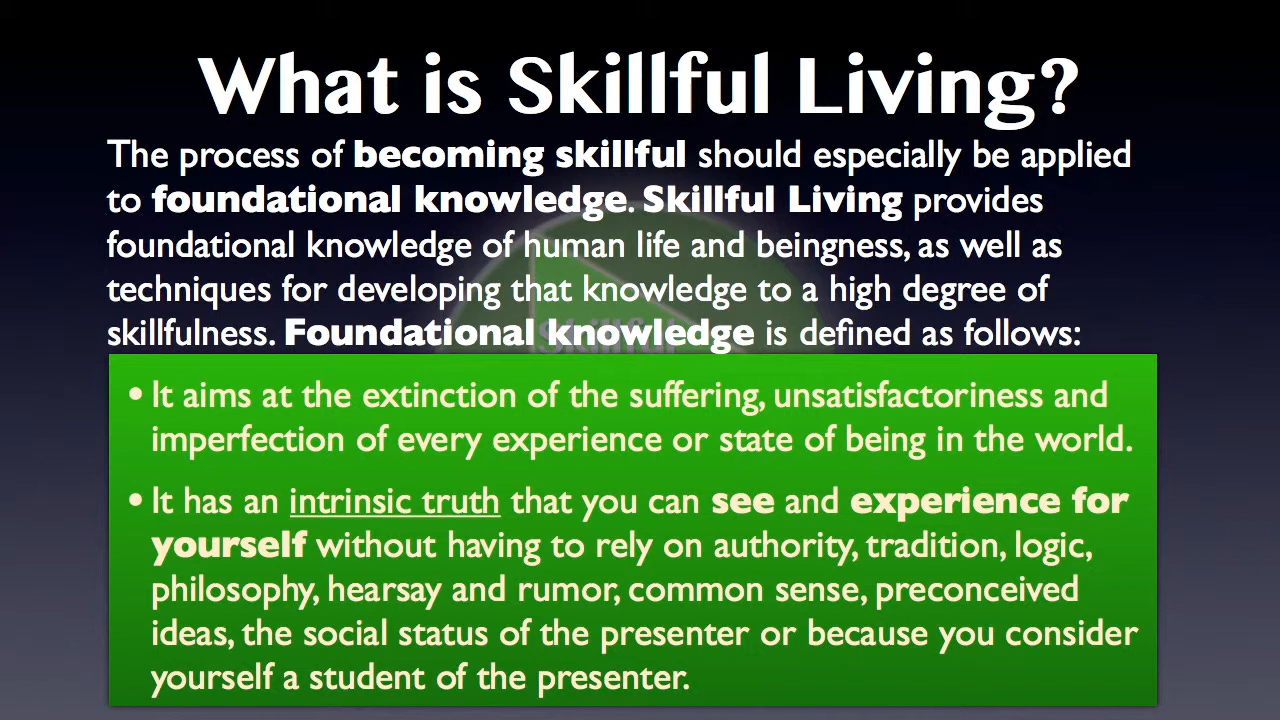 What is Skillful Living?
The process of becoming skillful should especially be applied
to foundational knowledge. Skillful Living provides
foundational knowledge of human life and beingness, as well as
techniques for developing that knowledge to a high degree of
skillfulness. Foundational knowledge is defined as follows:
Skillful
• It aims at the extinction of the suffering, unsatisfactoriness and
imperfection of every experience or state of being in the world.
• It has an intrinsic truth that you can see and experience for
yourself without having to rely on authority, tradition, logic,
philosophy, hearsay and rumor, common sense, preconceived
ideas, the social status of the presenter or because you consider
yourself a student of the presenter.